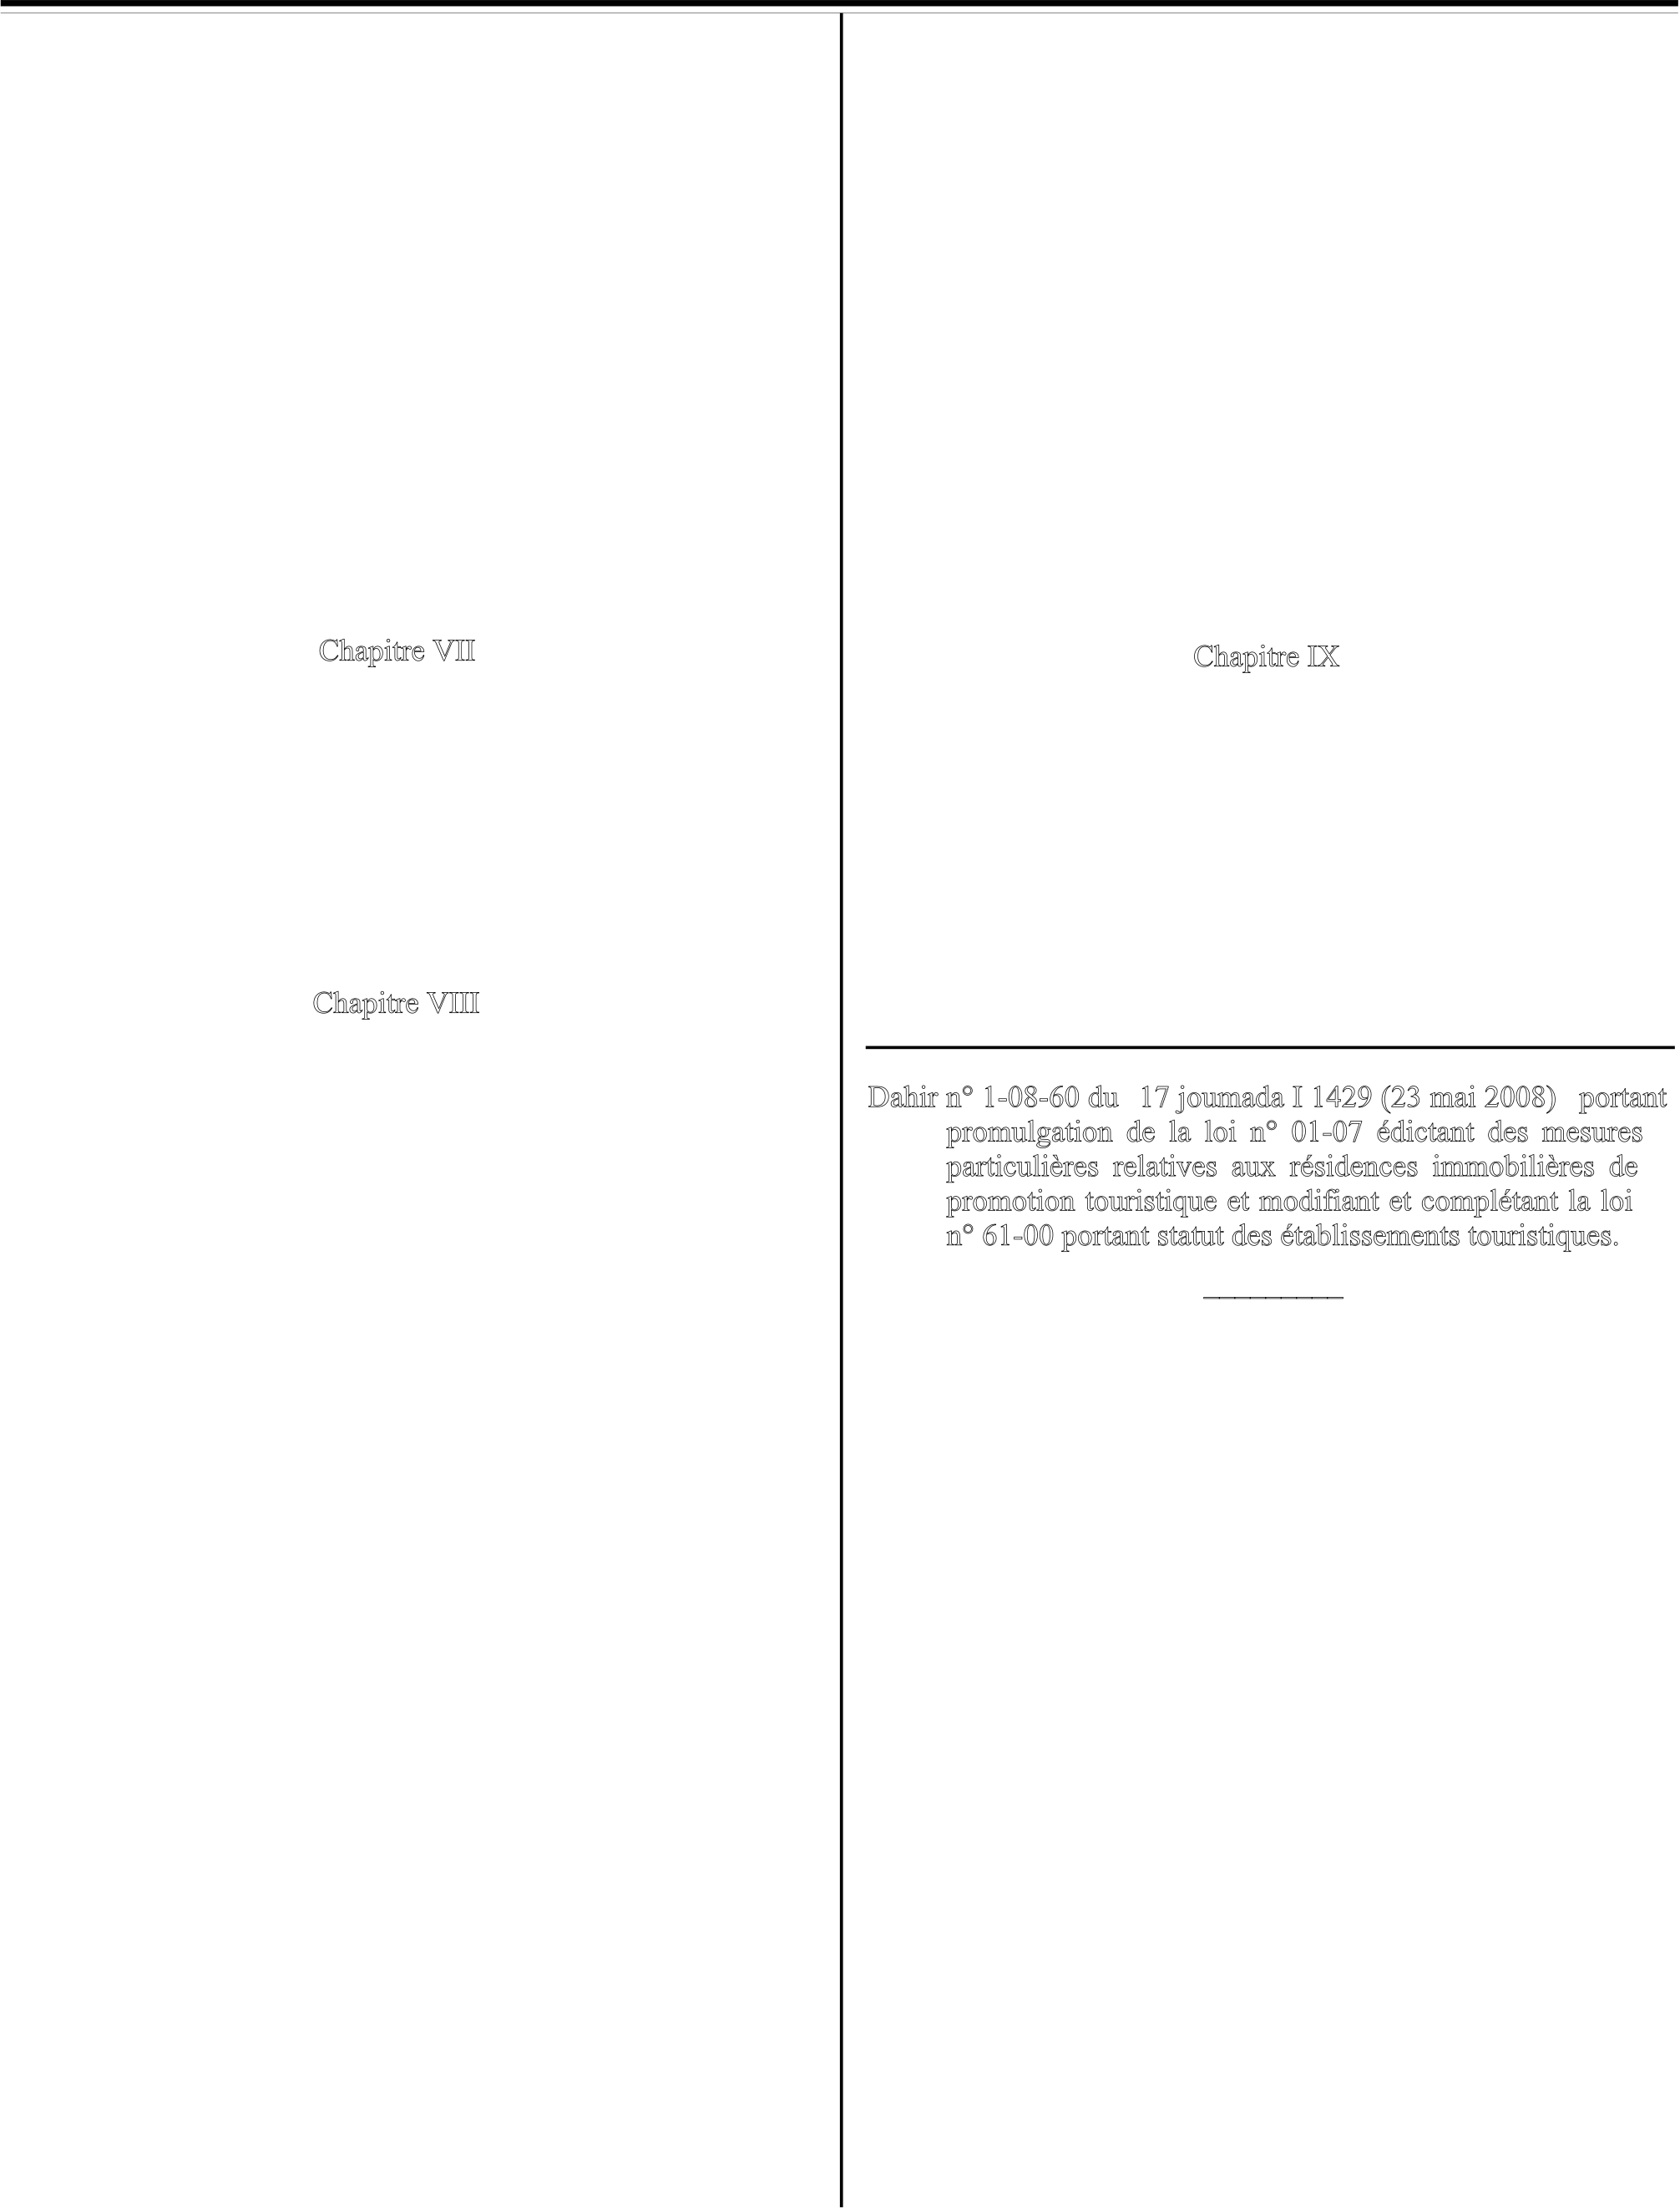 Chapitre VII
Chapitre VIII
Chapitre IX
Dahir n° 1-08-60 du 17 joumada I 1429 (23 mai 2008) portant
promulgation de la loi n° 01-07 édictant des mesures
particulières relatives aux résidences immobilières de
promotion touristique et modifiant et complétant la loi
n° 61-00 portant statut des établissements touristiques.